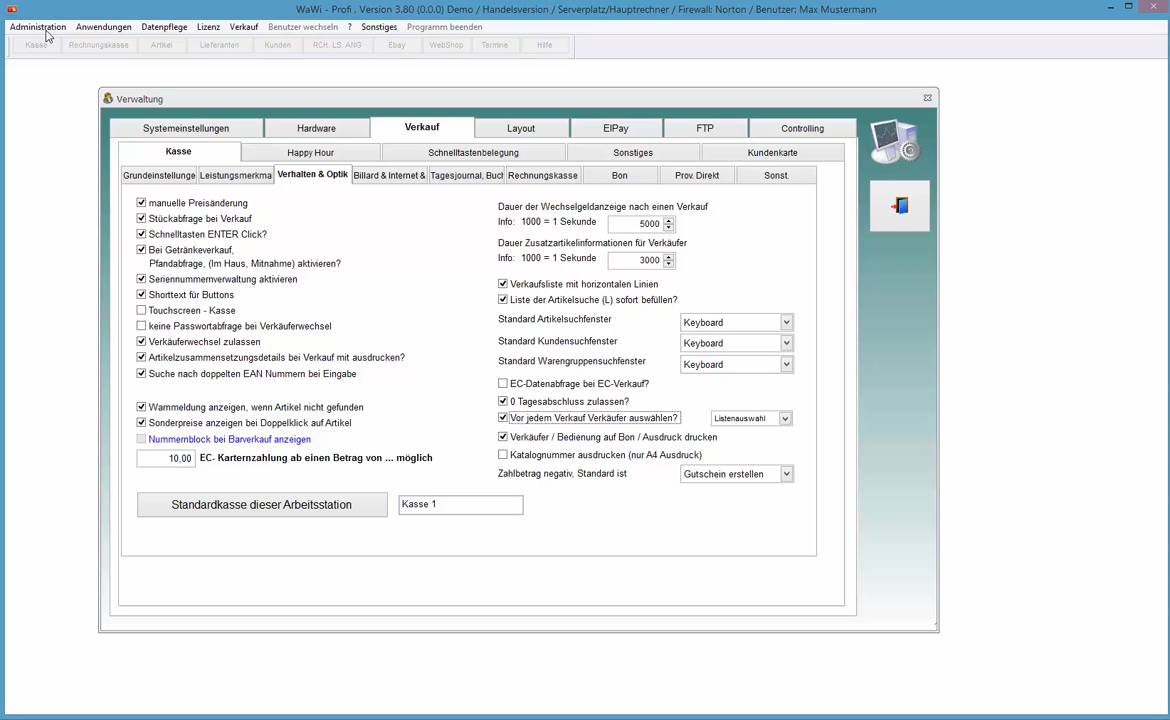 WaWi - Profi . Version 3.80 (0.0.0) Demo / Handelsversion / Serverplatz/Hauptrechner / Firewall: Norton / Benutzer: Max Mustermann
Administration Anwendungen Datenpflege Lizenz Verkauf Benutzer wechseln ? Sonstiges Programm beenden
Kasse Rechnungskasse Artikel Lieferanten Kunden RCH. LS. ANG Ebay WebShop Termine Hilfe
Verwaltung
Systemeinstellungen Hardware Verkauf Layout ElPay FTP Controlling
Kasse Happy Hour Schnelltastenbelegung Sonstiges Kundenkarte
Grundeinstellunge Leistungsmerkma Verhalten & Optik Billard & Internet & Tagesjournal, Buch Rechnungskasse Bon Prov. Direkt Sonst.
manuelle Preisänderung
Stückabfrage bei Verkauf
Schnelltasten ENTER Click?
Bei Getränkeverkauf,
Pfandabfrage, (Im Haus, Mitnahme) aktivieren?
Seriennummernverwaltung aktivieren
Shorttext für Buttons
Touchscreen - Kasse
keine Passwortabfrage bei Verkäuferwechsel
Verkäuferwechsel zulassen
Artikelzusammensetzungsdetails bei Verkauf mit ausdrucken?
Suche nach doppelten EAN Nummern bei Eingabe
Warnmeldung anzeigen, wenn Artikel nicht gefunden
Sonderpreise anzeigen bei Doppelklick auf Artikel
Nummernblock bei Barverkauf anzeigen
10,00 EC- Karternzahlung ab einen Betrag von ... möglich
Standardkasse dieser Arbeitsstation Kasse 1
Dauer der Wechselgeldanzeige nach einen Verkauf
Info: 1000 = 1 Sekunde 5000
Dauer Zusatzartikelinformationen für Verkäufer
Info: 1000 = 1 Sekunde 3000
Verkaufsliste mit horizontalen Linien
Liste der Artikelsuche (L) sofort befüllen?
Standard Artikelsuchfenster Keyboard
Standard Kundensuchfenster Keyboard
Standard Warengruppensuchfenster Keyboard
EC-Datenabfrage bei EC-Verkauf?
0 Tagesabschluss zulassen?
Vor jedem Verkauf Verkäufer auswählen? Listenauswahl
Verkäufer / Bedienung auf Bon / Ausdruck drucken
Katalognummer ausdrucken (nur A4 Ausdruck)
Zahlbetrag negativ, Standard ist Gutschein erstellen